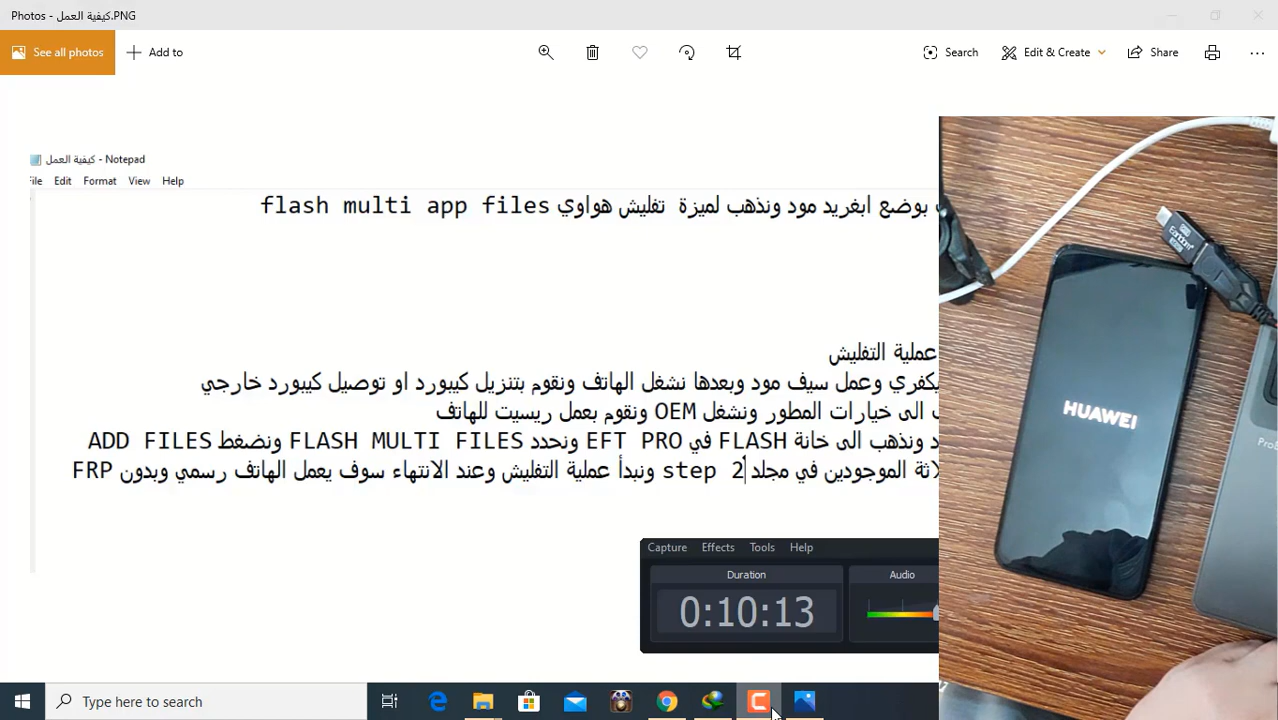 Photos - كيفية العمل.PNG
See all photos
Add to
Search
Edit & Create
Share
كيفية العمل - Notepad
File Edit Format View Help
بوضع ابغريد مود ونذهب لميزة تفليش هواوي flash multi app files
عملية التفليش
يكفري وعمل سيف مود وبعدها نشغل الهاتف ونقوم بتنزيل كيبورد او توصيل كيبورد خارجي
الى خيارات المطور ونشغل OEM ونقوم بعمل ريسيت للهاتف
ونذهب الى خانة FLASH في EFT PRO ونحدد FLASH MULTI FILES ونضغط ADD FILES
الموجودين في مجلد step 2 ونبدأ عملية التفليش وعند الانتهاء سوف يعمل الهاتف رسمي وبدون FRP
Earldom
HUAWEI
Capture Effects Tools Help
Duration
Audio
0:10:13
Type here to search